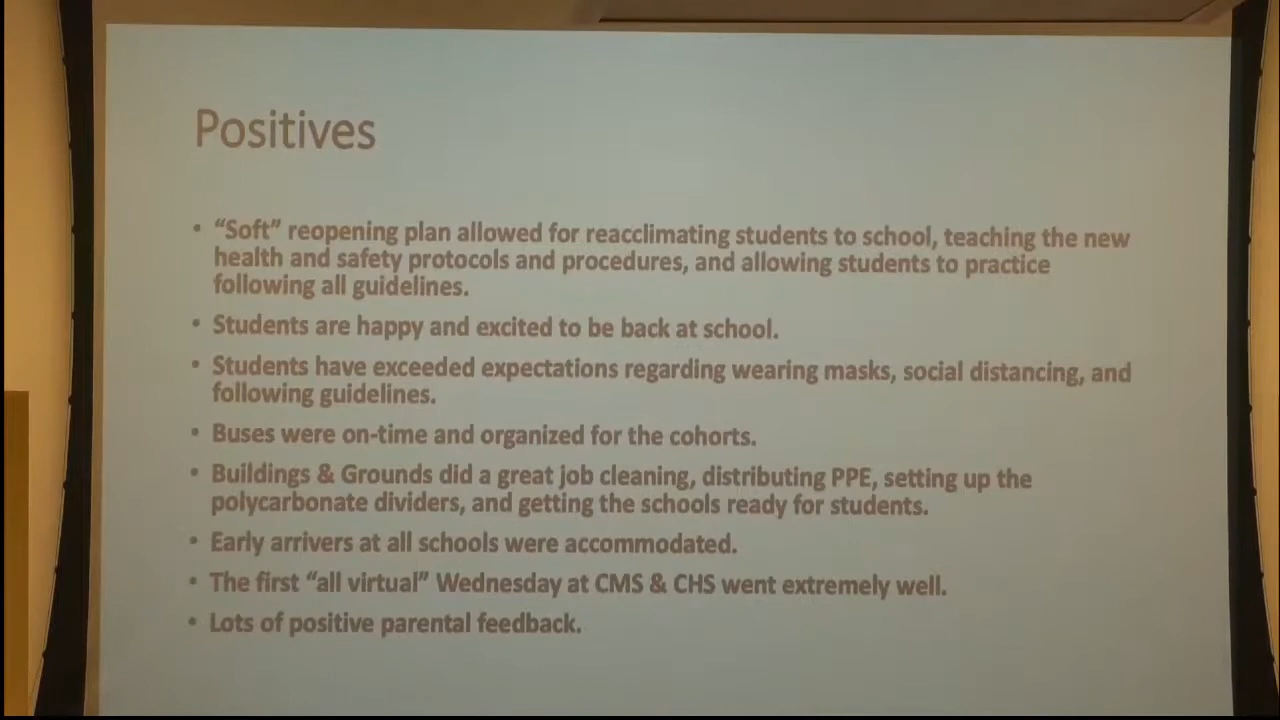 Positives
• “Soft” reopening plan allowed for reacclimating students to school, teaching the new
health and safety protocols and procedures, and allowing students to practice
following all guidelines.
• Students are happy and excited to be back at school.
• Students have exceeded expectations regarding wearing masks, social distancing, and
following guidelines.
• Buses were on-time and organized for the cohorts.
• Buildings & Grounds did a great job cleaning, distributing PPE, setting up the
polycarbonate dividers, and getting the schools ready for students.
• Early arrivers at all schools were accommodated.
• The first “all virtual” Wednesday at CMS & CHS went extremely well.
• Lots of positive parental feedback.